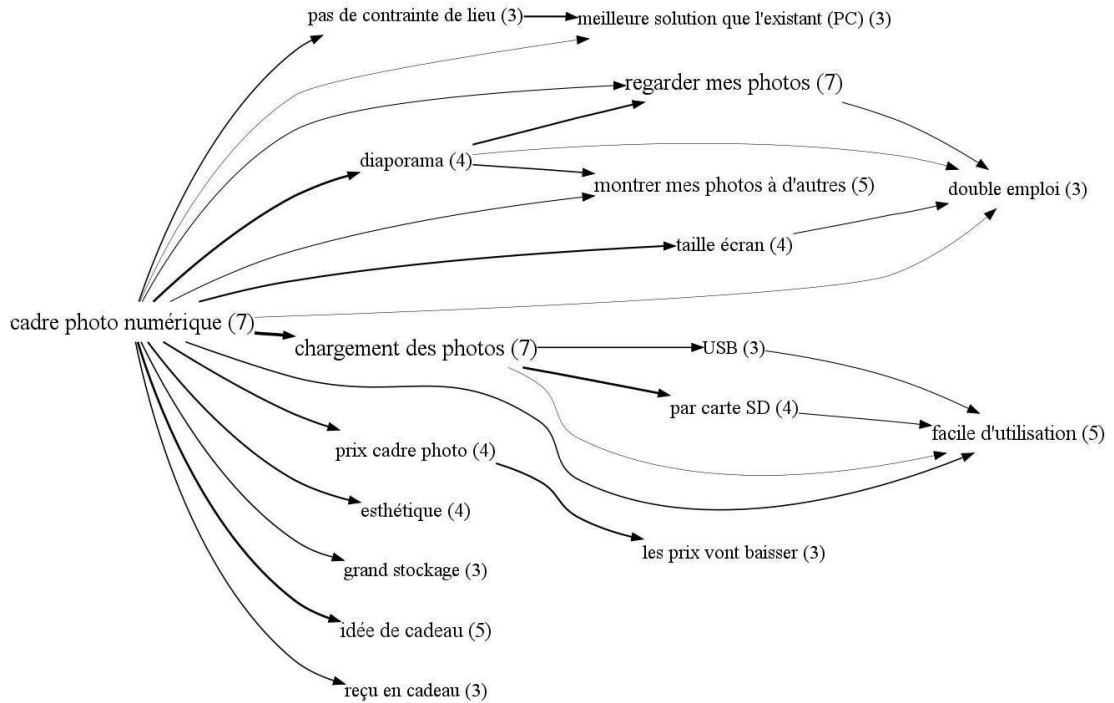 pas de contrainte de lieu (3)
meilleure solution que l'existant (PC) (3)
regarder mes photos (7)
diaporama (4)
montrer mes photos à d'autres (5)
double emploi (3)
taille écran (4)
cadre photo numérique (7)
chargement des photos (7)
USB (3)
par carte SD (4)
facile d'utilisation (5)
prix cadre photo (4)
esthétique (4)
les prix vont baisser (3)
grand stockage (3)
idée de cadeau (5)
reçu en cadeau (3)